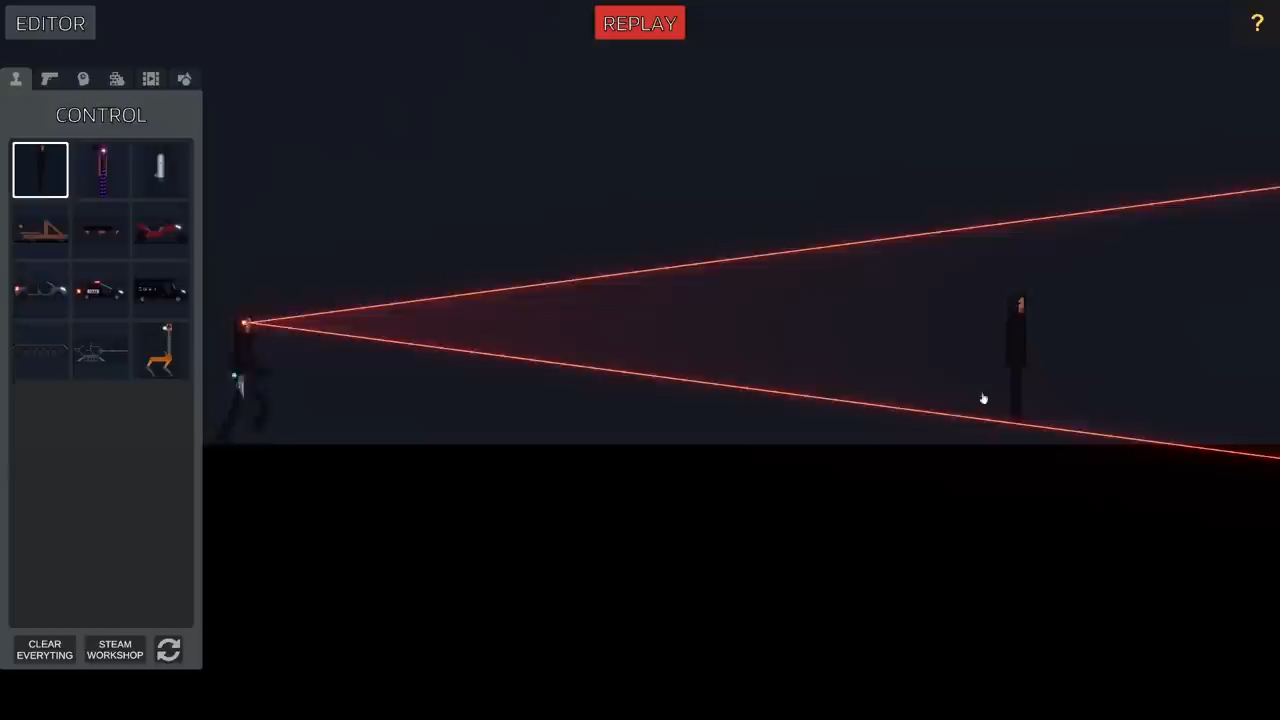 EDITOR
REPLAY
?
CONTROL
CLEAR
EVERYTING
STEAM
WORKSHOP